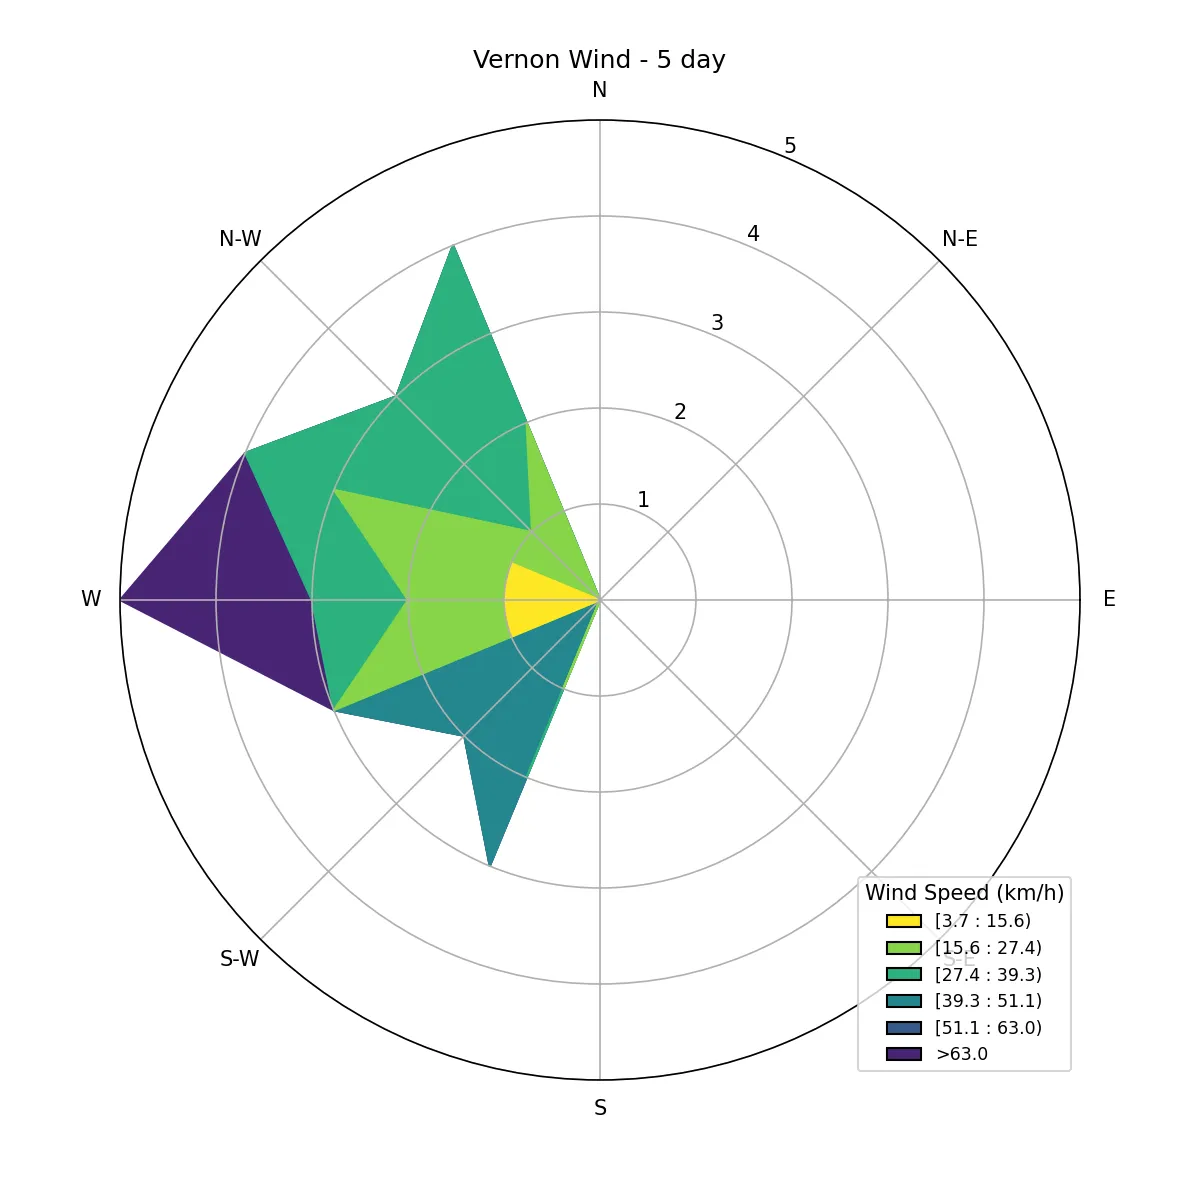 Vernon Wind - 5 day
N
5
N-W
N-E
4
3
2
1
W
E
S-W
S-E
S
Wind Speed (km/h)
[3.7 : 15.6)
[15.6 : 27.4)
[27.4 : 39.3)
[39.3 : 51.1)
[51.1 : 63.0)
>63.0